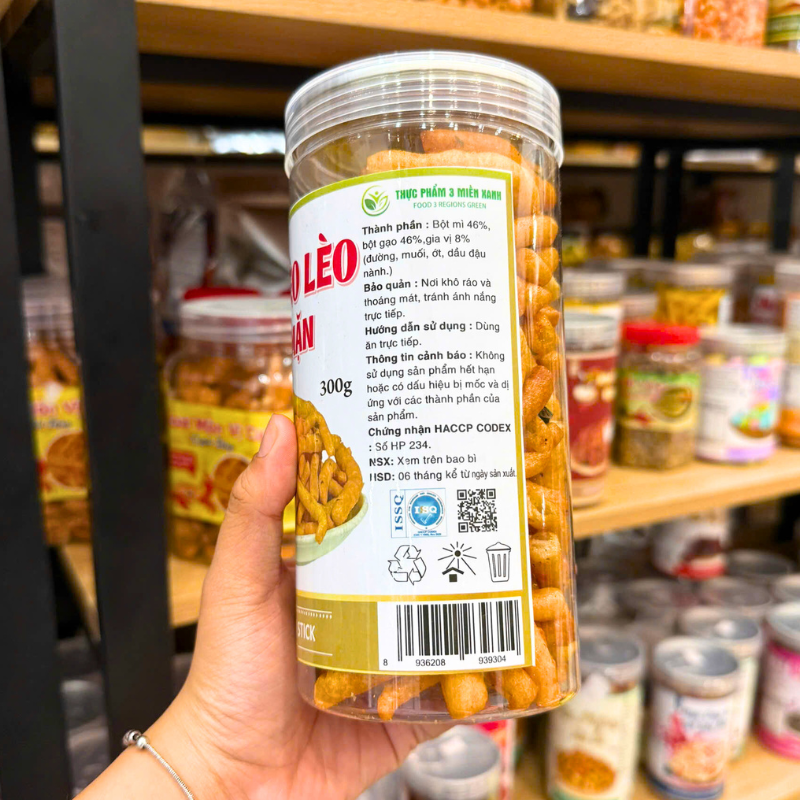 THỰC PHẨM 3 MIỀN XANH
FOOD 3 REGIONS GREEN
LÈO
300g
STICK
Thành phần : Bột mì 46%,
bột gạo 46%,gia vị 8%
(đường, muối, ớt, dầu đậu
nành.)
Bảo quản : Nơi khô ráo và
thoáng mát, tránh ánh nắng
trực tiếp.
Hướng dẫn sử dụng : Dùng
ăn trực tiếp.
Thông tin cảnh báo : Không
sử dụng sản phẩm hết hạn
hoặc có dấu hiệu bị mốc và dị
ứng với các thành phần của
sản phẩm.
Chứng nhận HACCP CODEX
: Số HP 234.
NSX: Xem trên bao bì
HSD: 06 tháng kể từ ngày sản xuất
ISSQ
ISSQ
8 936208 939304